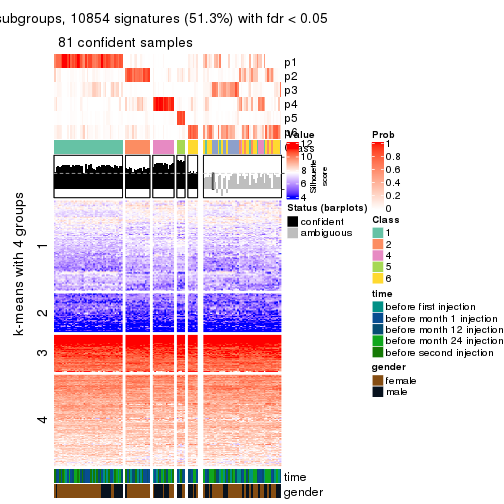 subgroups, 10854 signatures (51.3%) with fdr < 0.05
81 confident samples
p1
p2
p3
p4
p5
p6
Class
Silhouette
score
k-means with 4 groups
1
2
3
4
time
gender
Value
12
10
8
6
4
Status (barplots)
confident
ambiguous
Prob
1
0.8
0.6
0.4
0.2
0
Class
1
2
4
5
6
time
before first injection
before month 1 injection
before month 12 injection
before month 24 injection
before second injection
gender
female
male